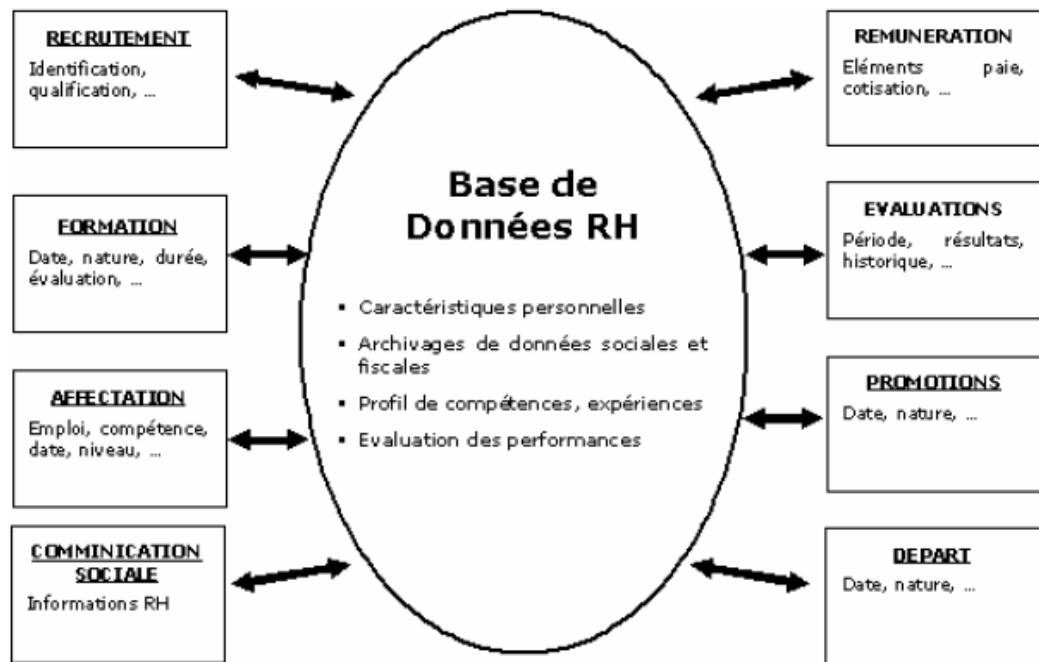 RECRUTEMENT
Identification,
qualification, ...
FORMATION
Date, nature, durée,
évaluation, ...
AFFECTATION
Emploi, compétence,
date, niveau, ...
COMMINICATION
SOCIALE
Informations RH
Base de
Données RH
▪ Caractéristiques personnelles
▪ Archivages de données sociales et
fiscales
▪ Profil de compétences, expériences
▪ Evaluation des performances
REMUNERATION
Eléments paie,
cotisation, ...
EVALUATIONS
Période, résultats,
historique, ...
PROMOTIONS
Date, nature, ...
DEPART
Date, nature, ...